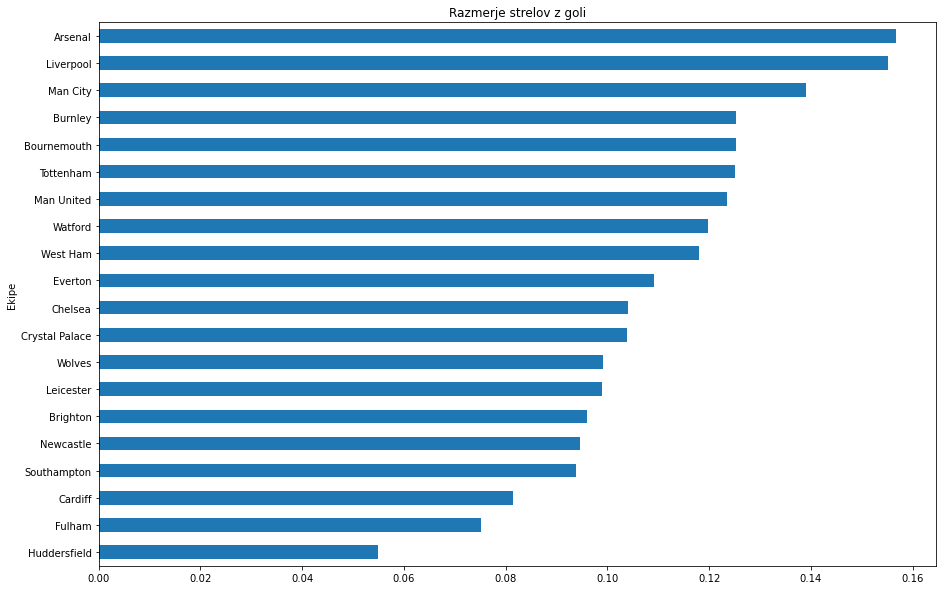 Razmerje strelov z goli
Ekipe
Arsenal
Liverpool
Man City
Burnley
Bournemouth
Tottenham
Man United
Watford
West Ham
Everton
Chelsea
Crystal Palace
Wolves
Leicester
Brighton
Newcastle
Southampton
Cardiff
Fulham
Huddersfield
0.00 0.02 0.04 0.06 0.08 0.10 0.12 0.14 0.16